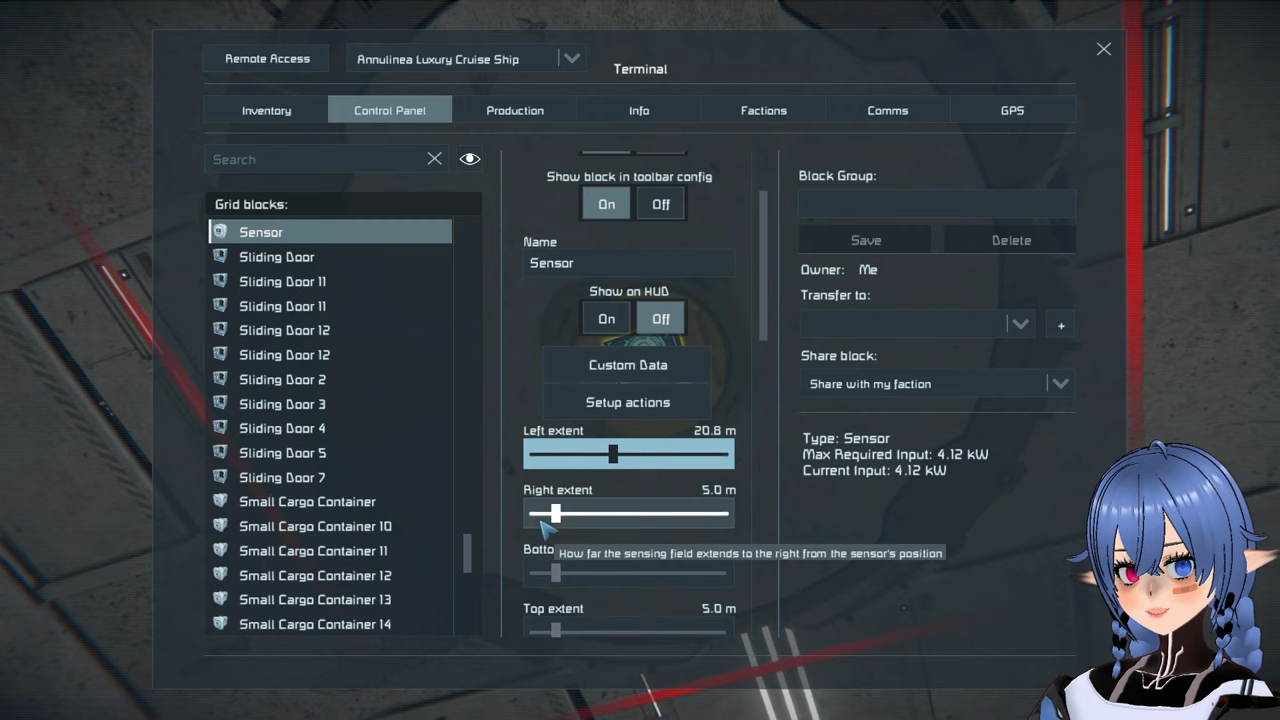 Remote Access
Annulinea Luxury Cruise Ship
Terminal
Inventory
Control Panel
Production
Info
Factions
Comms
GPS
Search
Grid blocks:
Sensor
Sliding Door
Sliding Door 11
Sliding Door 11
Sliding Door 12
Sliding Door 12
Sliding Door 2
Sliding Door 3
Sliding Door 4
Sliding Door 5
Sliding Door 7
Small Cargo Container
Small Cargo Container 10
Small Cargo Container 11
Small Cargo Container 12
Small Cargo Container 13
Small Cargo Container 14
Show block in toolbar config
On Off
Name
Sensor
Show on HUD
On Off
Custom Data
Setup actions
Left extent 20.8 m
Right extent 5.0 m
Botto
How far the sensing field extends to the right from the sensor's position
Top extent 5.0 m
Block Group:
Save Delete
Owner: Me
Transfer to:
+
Share block:
Share with my faction
Type: Sensor
Max Required Input: 4.12 kW
Current Input: 4.12 kW